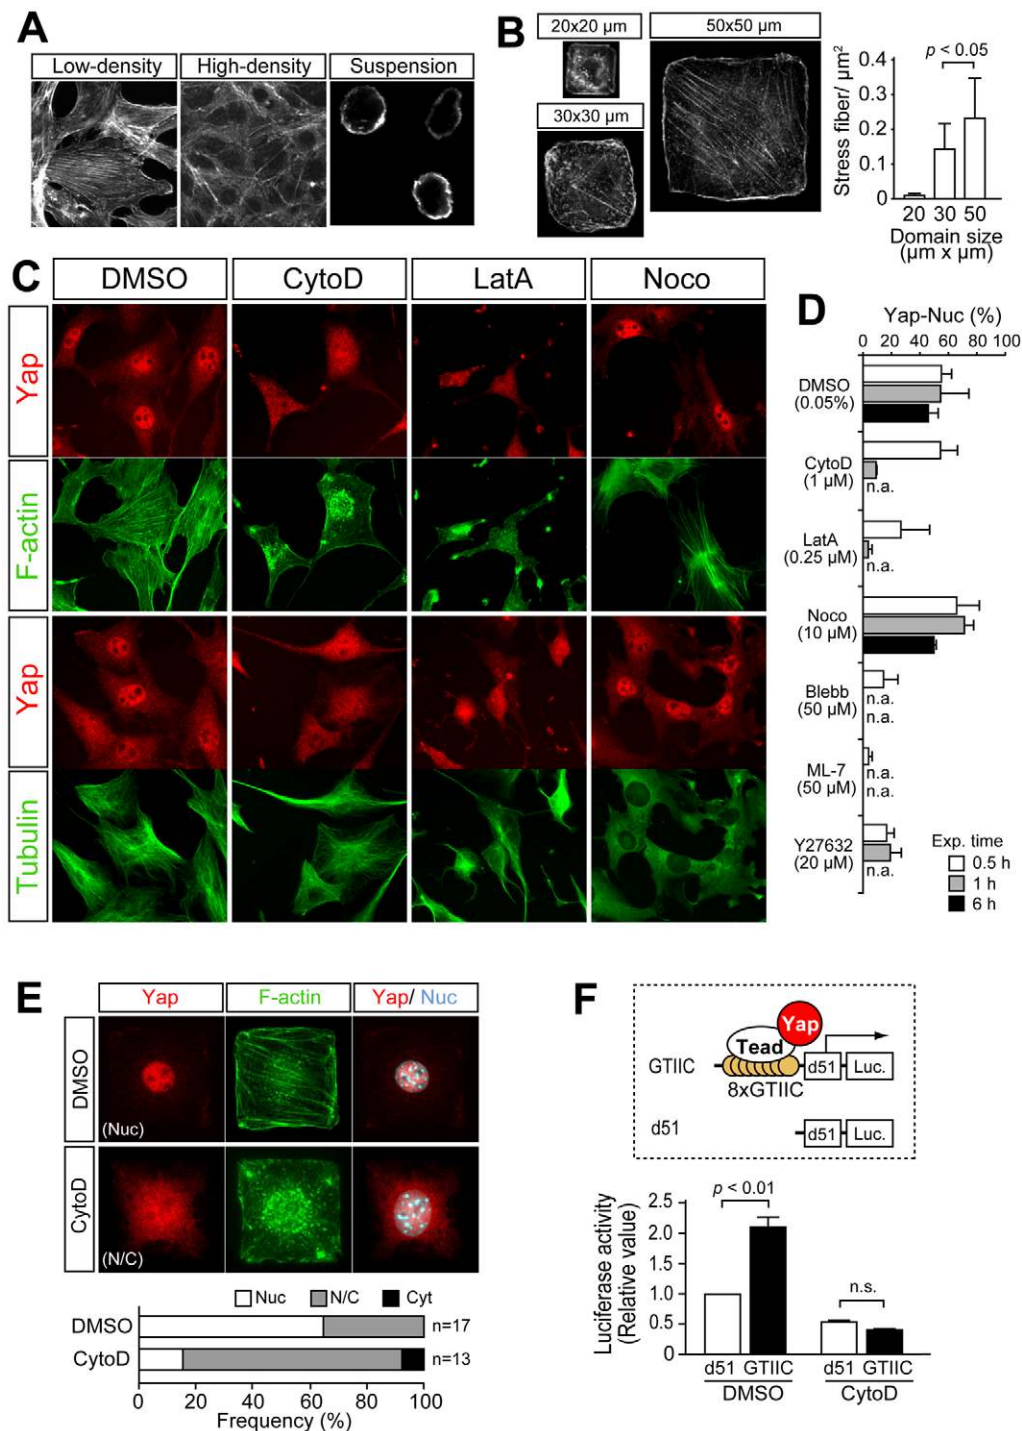 A
Low-density High-density Suspension
B
20x20 µm
50x50 µm
30x30 µm
p < 0.05
Stress fiber/ µm²
0.4
0.3
0.2
0.1
0
20 30 50
Domain size
(µm x µm)
C
DMSO CytoD LatA Noco
Yap
F-actin
Yap
Tubulin
D
Yap-Nuc (%)
0 20 40 60 80 100
DMSO
(0.05%)
CytoD
(1 µM)
n.a.
LatA
(0.25 µM)
n.a.
Noco
(10 µM)
Blebb
(50 µM)
n.a.
n.a.
ML-7
(50 µM)
n.a.
n.a.
Y27632
(20 µM)
n.a.
Exp. time
0.5 h
1 h
6 h
E
Yap F-actin Yap/ Nuc
DMSO
(Nuc)
CytoD
(N/C)
Nuc N/C Cyt
DMSO n=17
CytoD n=13
0 20 40 60 80 100
Frequency (%)
F
Yap
Tead
GTIIC d51 Luc.
8xGTIIC
d51 d51 Luc.
p < 0.01
n.s.
Luciferase activity
(Relative value)
2.5
2.0
1.5
1.0
0.5
0
d51 GTIIC d51 GTIIC
DMSO CytoD